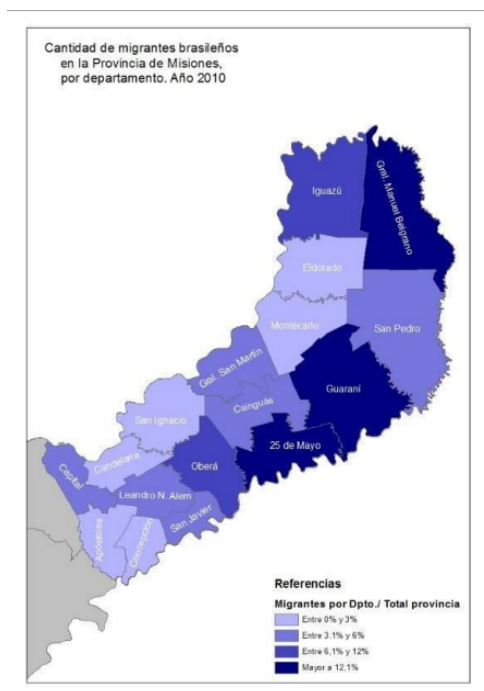 Cantidad de migrantes brasileños
en la Provincia de Misiones,
por departamento. Año 2010
Iguazú
Gral. Manuel Belgrano
Eldorado
Montecarlo
San Pedro
Gral. San Martín
Guaraní
Cainguás
San Ignacio
25 de Mayo
Candelaria
Oberá
Capital
Leandro N. Alem
San Javier
Apóstoles
Concepción
Referencias
Migrantes por Dpto./ Total provincia
Entre 0% y 3%
Entre 3,1% y 6%
Entre 6,1% y 12%
Mayor a 12,1%